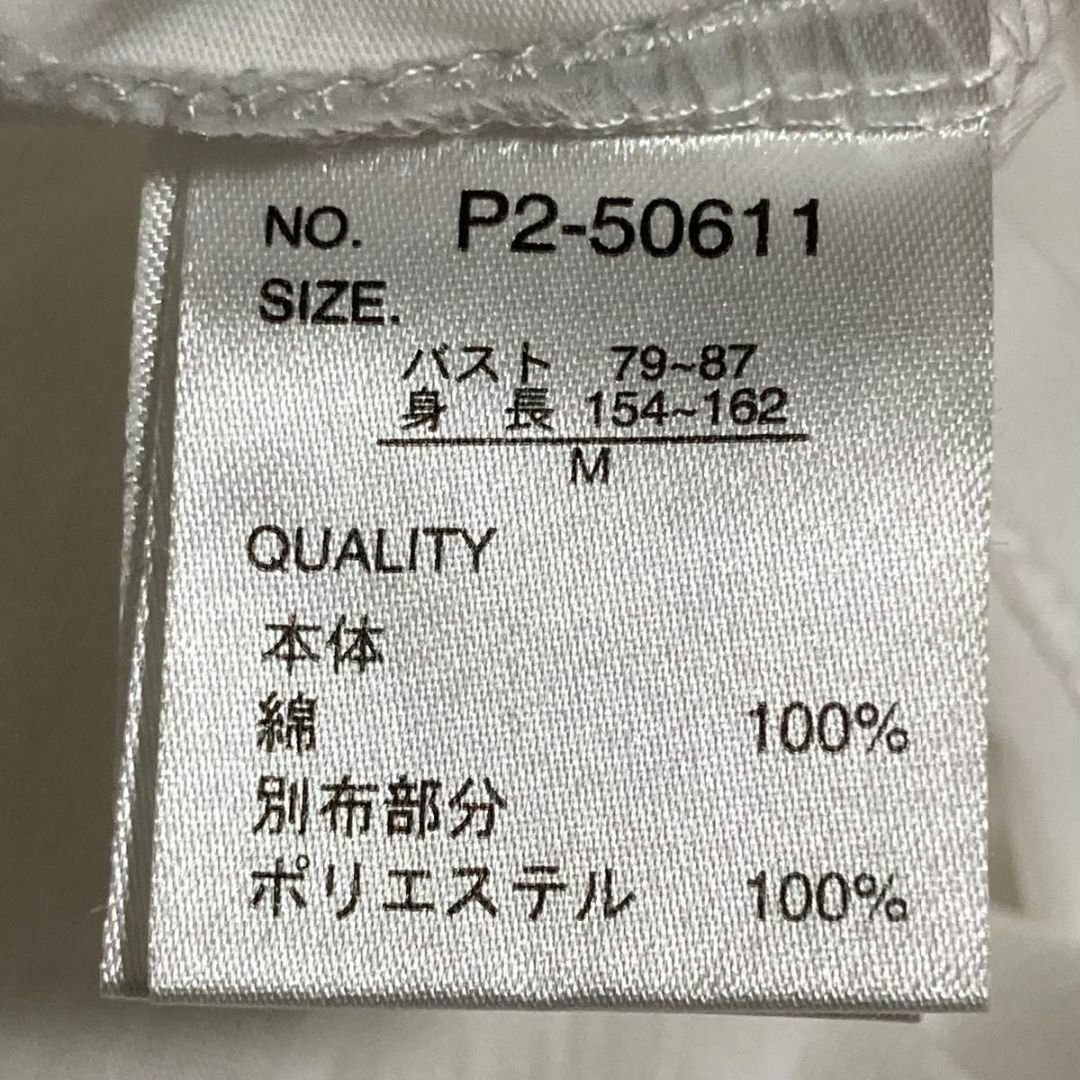 NO. P2-50611
SIZE.
バスト 79~87
身 長 154~162
M
QUALITY
本体
綿 100%
別布部分
ポリエステル 100%